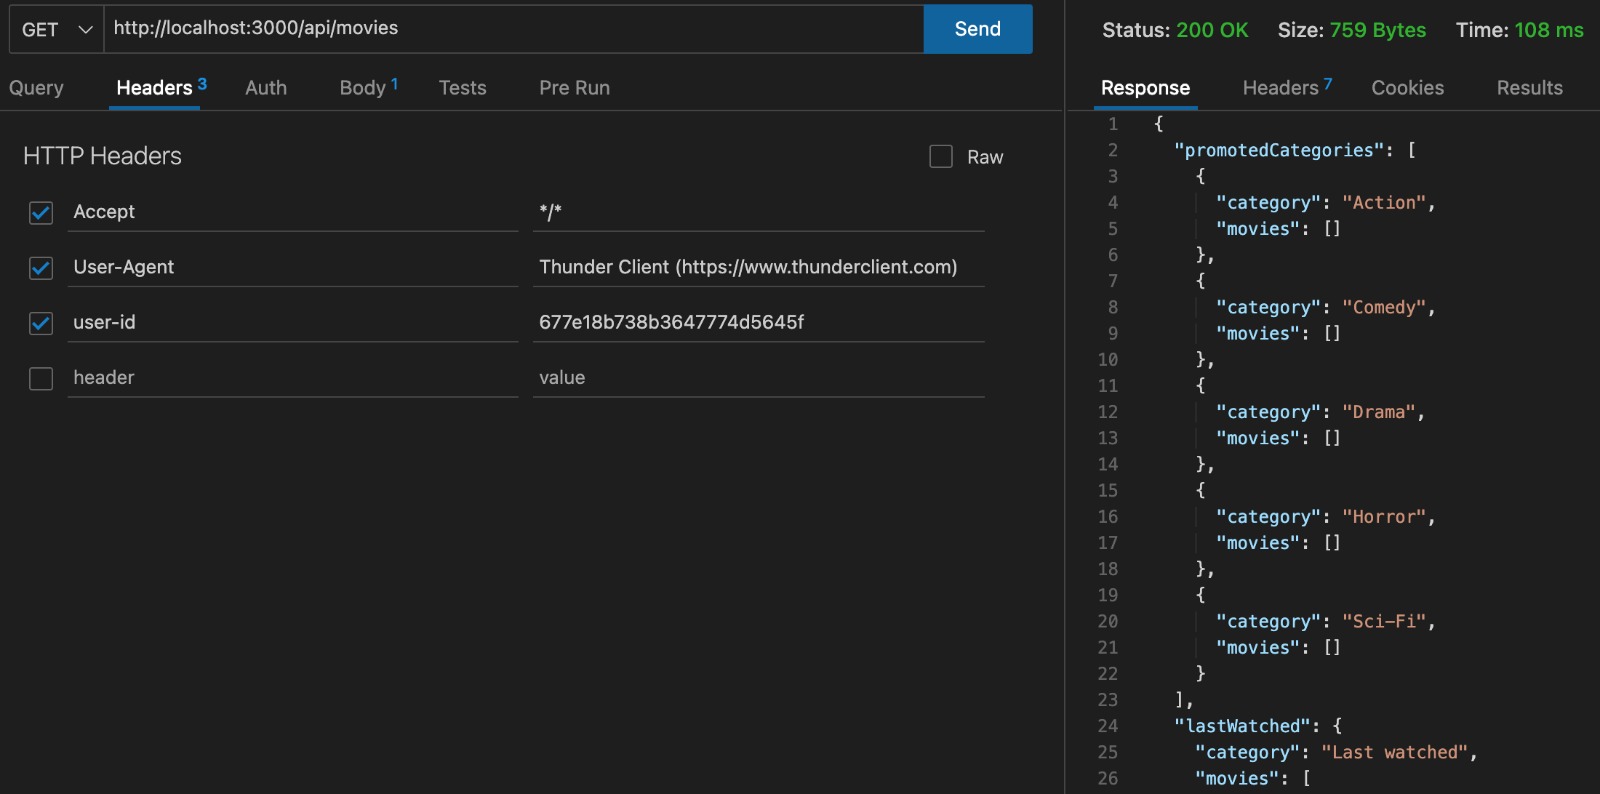 GET http://localhost:3000/api/movies Send
Query Headers 3 Auth Body 1 Tests Pre Run
HTTP Headers Raw
Accept */*
User-Agent Thunder Client (https://www.thunderclient.com)
user-id 677e18b738b3647774d5645f
header value
Status: 200 OK Size: 759 Bytes Time: 108 ms
Response Headers 7 Cookies Results
1 {
2 "promotedCategories": [
3 {
4 "category": "Action",
5 "movies": []
6 },
7 {
8 "category": "Comedy",
9 "movies": []
10 },
11 {
12 "category": "Drama",
13 "movies": []
14 },
15 {
16 "category": "Horror",
17 "movies": []
18 },
19 {
20 "category": "Sci-Fi",
21 "movies": []
22 }
23 ],
24 "lastWatched": {
25 "category": "Last watched",
26 "movies": [